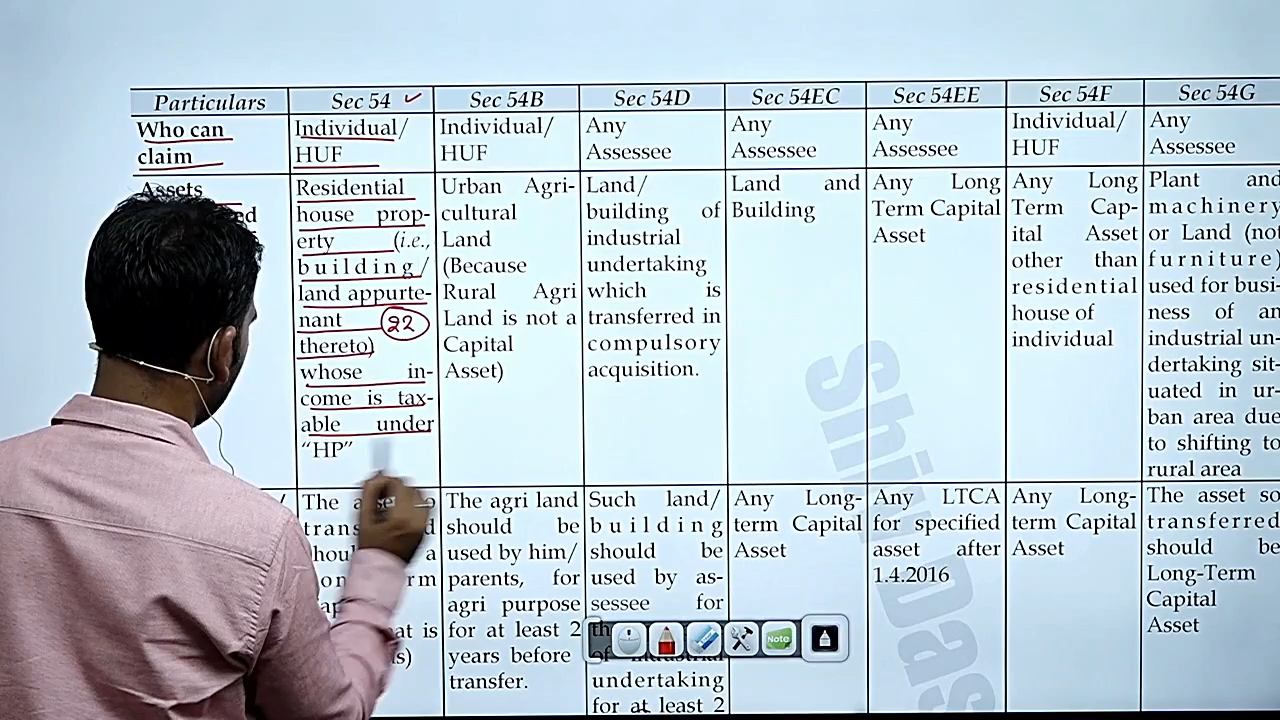 Particulars
Sec 54
Sec 54B
Sec 54D
Sec 54EC
Sec 54EE
Sec 54F
Sec 54G
Who can
claim
Individual/
HUF
Individual/
HUF
Any
Assessee
Any
Assessee
Any
Assessee
Individual/
HUF
Any
Assessee
Assets
Residential
house prop-
erty (i.e.,
building/
land appurte-
nant 22
thereto)
whose in-
come is tax-
able under
“HP”
Urban Agri-
cultural
Land
(Because
Rural Agri
Land is not a
Capital
Asset)
Land/
building of
industrial
undertaking
which is
transferred in
compulsory
acquisition.
Land and
Building
Any Long
Term Capital
Asset
Any Long
Term Cap-
ital Asset
other than
residential
house of
individual
Plant and
machinery
or Land (not
furniture)
used for busi-
ness of an
industrial un-
dertaking sit-
uated in ur-
ban area due
to shifting to
rural area
The
a
is
The agri land
should be
used by him/
parents, for
agri purpose
for at least 2
years before
transfer.
Such land/
building
should be
used by as-
sessee for
undertaking
for at least 2
Any Long-
term Capital
Asset
Any LTCA
for specified
asset after
1.4.2016
Any Long-
term Capital
Asset
The asset so
transferred
should be
Long-Term
Capital
Asset
Note
Shiv Das